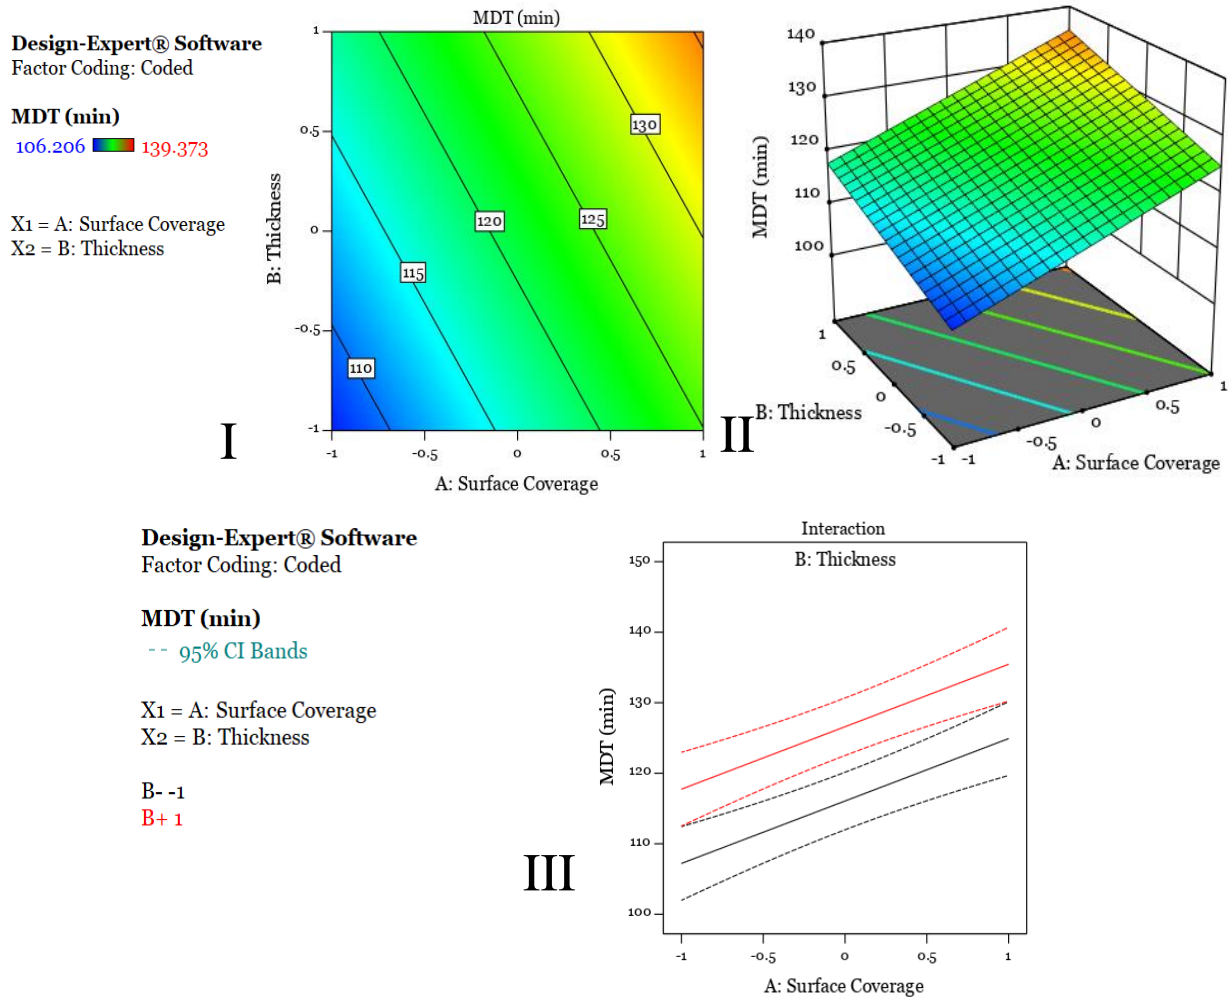 Design-Expert® Software
Factor Coding: Coded
MDT (min)
106.206 139.373
X1 = A: Surface Coverage
X2 = B: Thickness
MDT (min)
1
0.5
0
-0.5
-1
B: Thickness
110
115
120
125
130
-1 -0.5 0 0.5 1
A: Surface Coverage
I
140
130
120
110
100
MDT (min)
1
0.5
0
-0.5
-1
B: Thickness
-1
-0.5
0
0.5
1
A: Surface Coverage
II
Design-Expert® Software
Factor Coding: Coded
MDT (min)
-- 95% CI Bands
X1 = A: Surface Coverage
X2 = B: Thickness
B- -1
B+ 1
III
Interaction
B: Thickness
150
140
130
120
110
100
MDT (min)
-1 -0.5 0 0.5 1
A: Surface Coverage